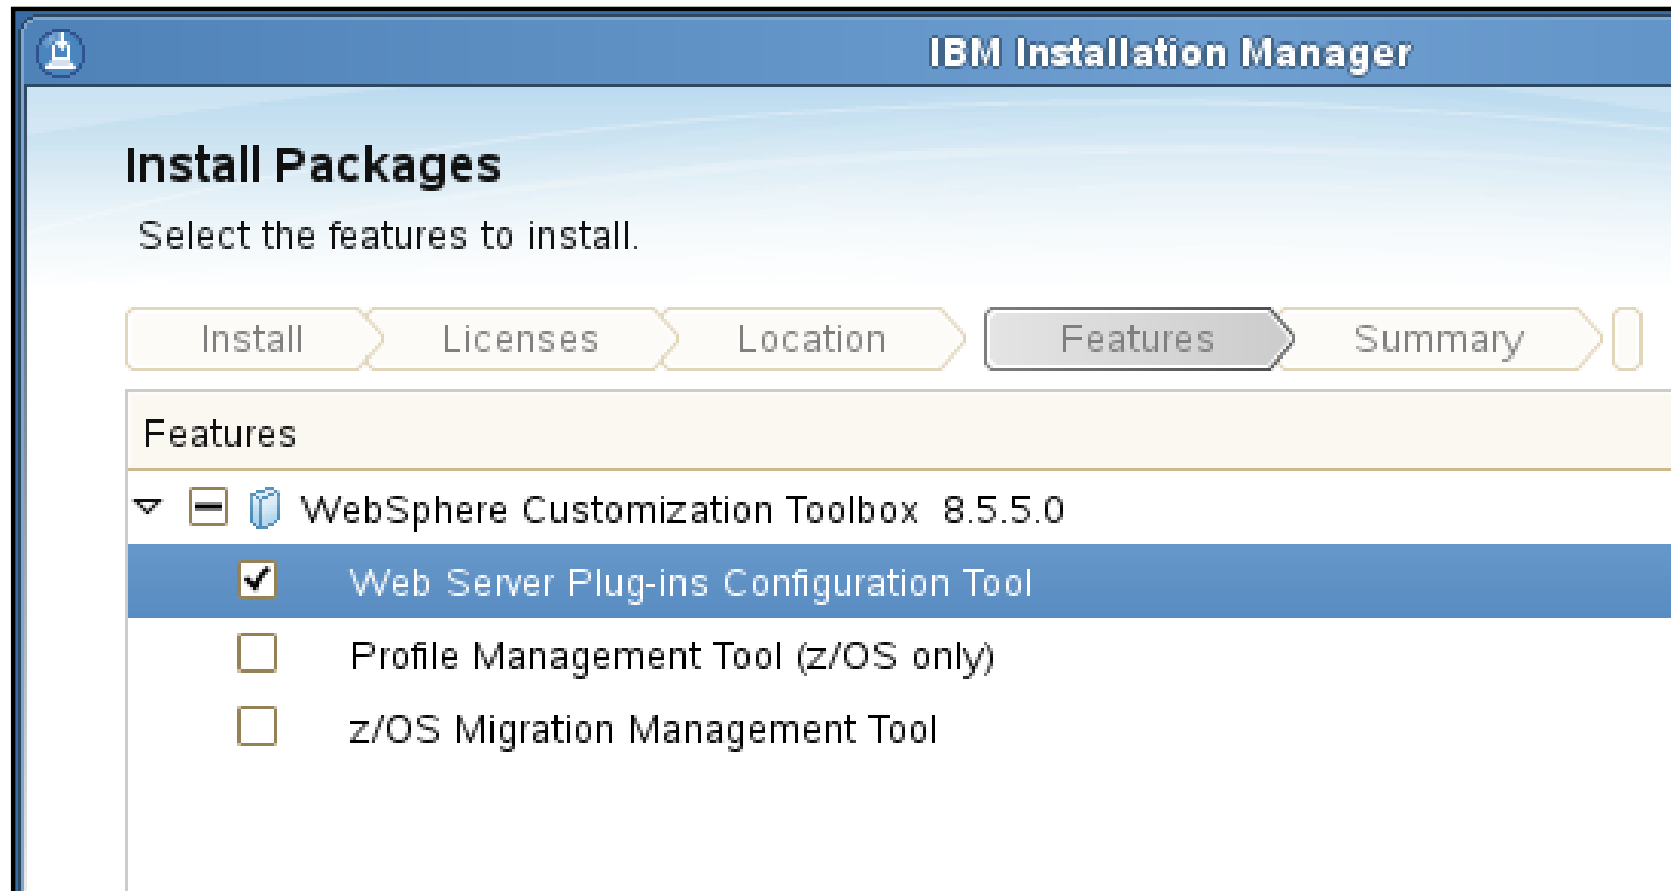 IBM Installation Manager
Install Packages
Select the features to install.
Install Licenses Location Features Summary
Features
WebSphere Customization Toolbox 8.5.5.0
Web Server Plug-ins Configuration Tool
Profile Management Tool (z/OS only)
z/OS Migration Management Tool